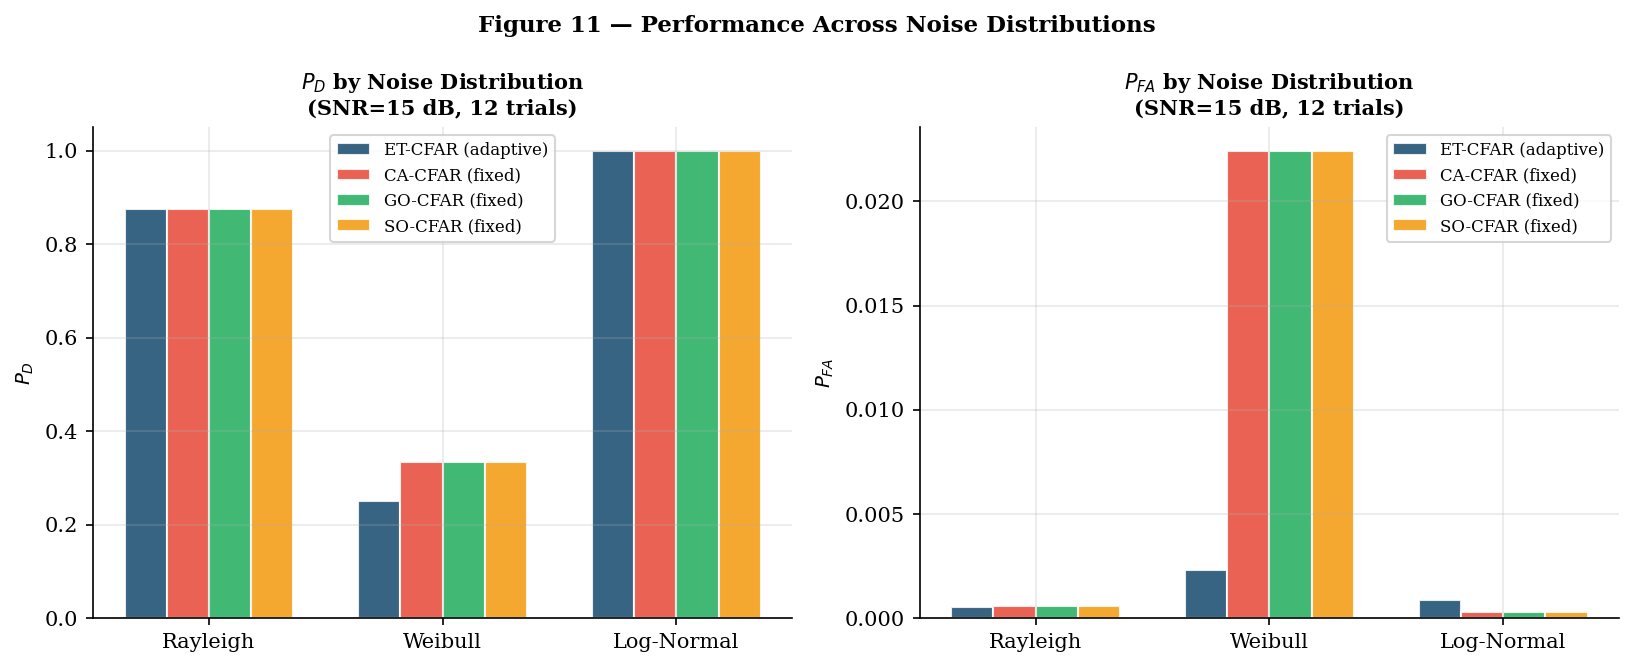 Figure 11 — Performance Across Noise Distributions
P_D by Noise Distribution
(SNR=15 dB, 12 trials)
1.0
0.8
0.6
0.4
0.2
0.0
P_D
ET-CFAR (adaptive)
CA-CFAR (fixed)
GO-CFAR (fixed)
SO-CFAR (fixed)
Rayleigh
Weibull
Log-Normal
P_FA by Noise Distribution
(SNR=15 dB, 12 trials)
0.020
0.015
0.010
0.005
0.000
P_FA
ET-CFAR (adaptive)
CA-CFAR (fixed)
GO-CFAR (fixed)
SO-CFAR (fixed)
Rayleigh
Weibull
Log-Normal